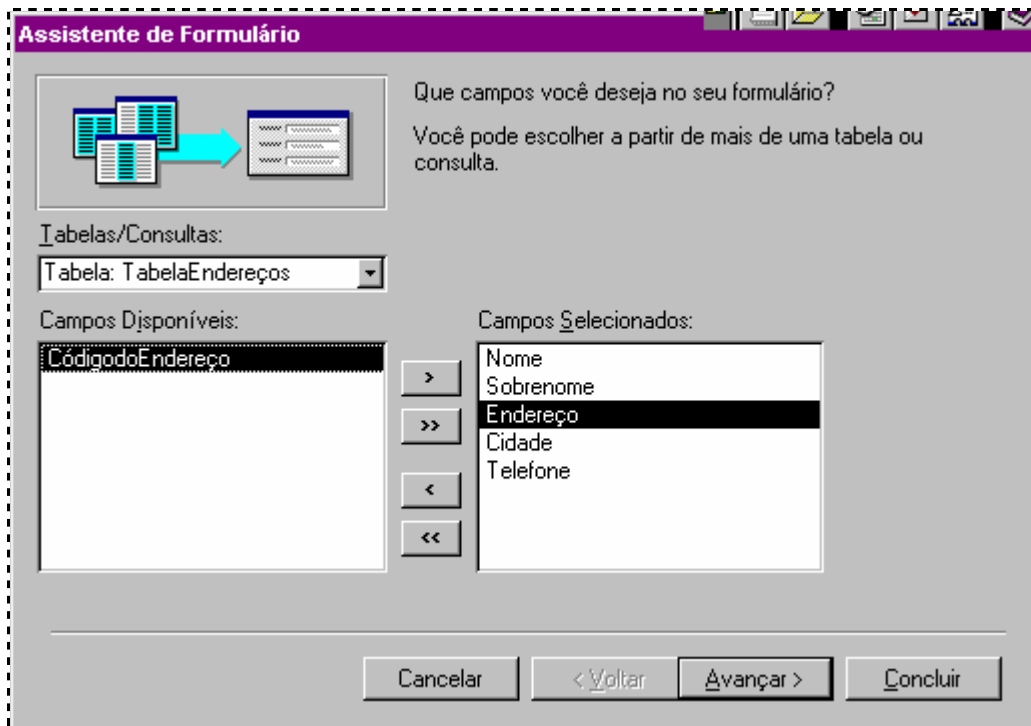 Assistente de Formulário
Que campos você deseja no seu formulário?
Você pode escolher a partir de mais de uma tabela ou
consulta.
Tabelas/Consultas:
Tabela: TabelaEndereços
Campos Disponíveis:
CódigodoEndereço
>
>>
<
<<
Campos Selecionados:
Nome
Sobrenome
Endereço
Cidade
Telefone
Cancelar
< Voltar
Avançar >
Concluir